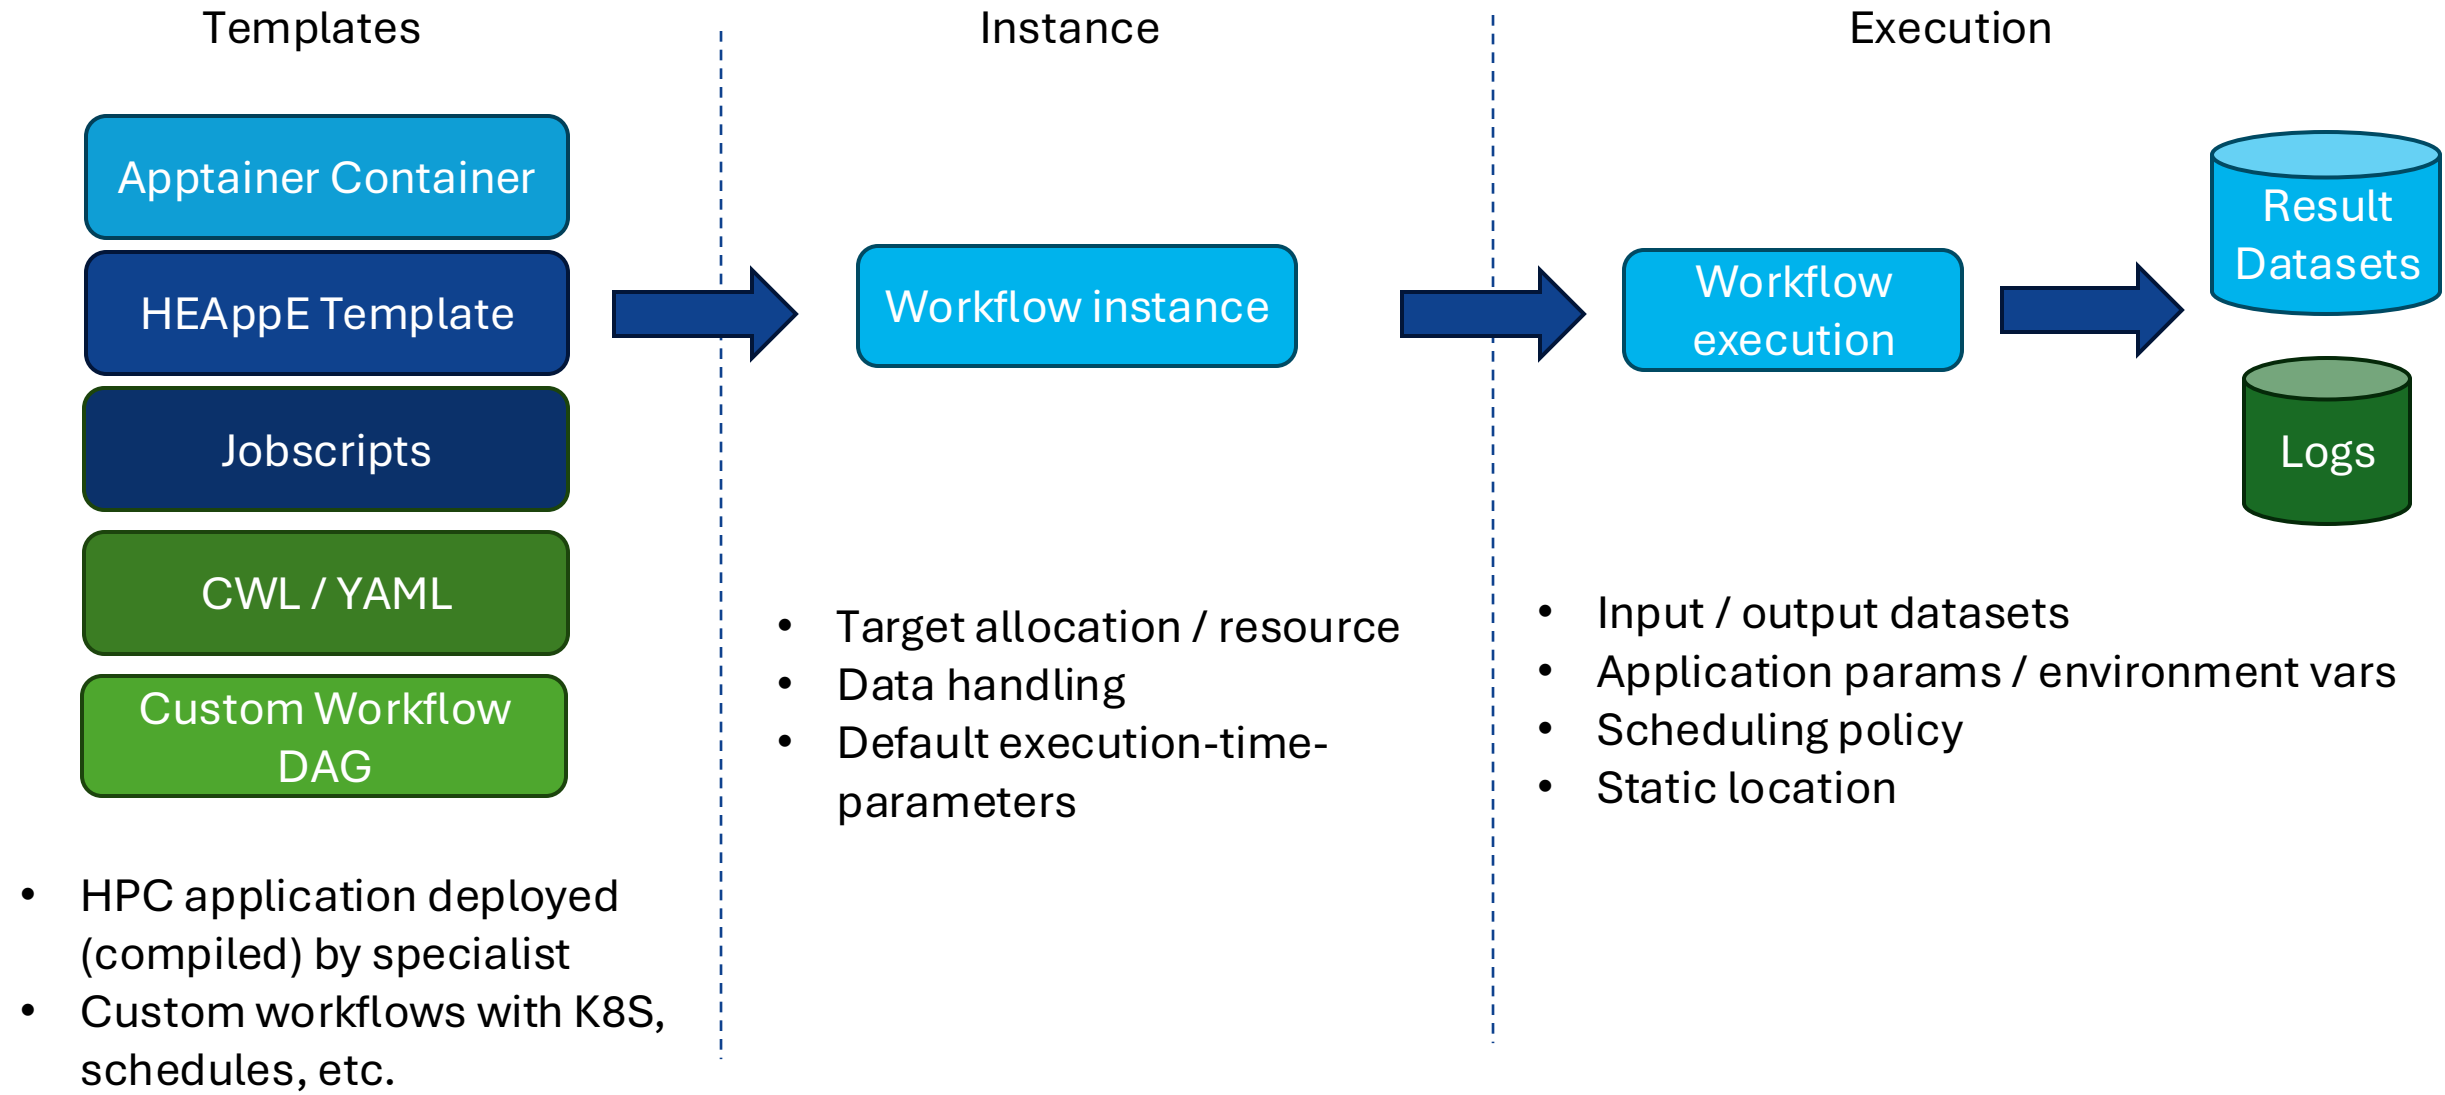 Templates
Apptainer Container
HEAppE Template
Jobscripts
CWL / YAML
Custom Workflow
DAG
• HPC application deployed
(compiled) by specialist
• Custom workflows with K8S,
schedules, etc.
Instance
Workflow instance
• Target allocation / resource
• Data handling
• Default execution-time-
parameters
Execution
Workflow
execution
Result
Datasets
Logs
• Input / output datasets
• Application params / environment vars
• Scheduling policy
• Static location